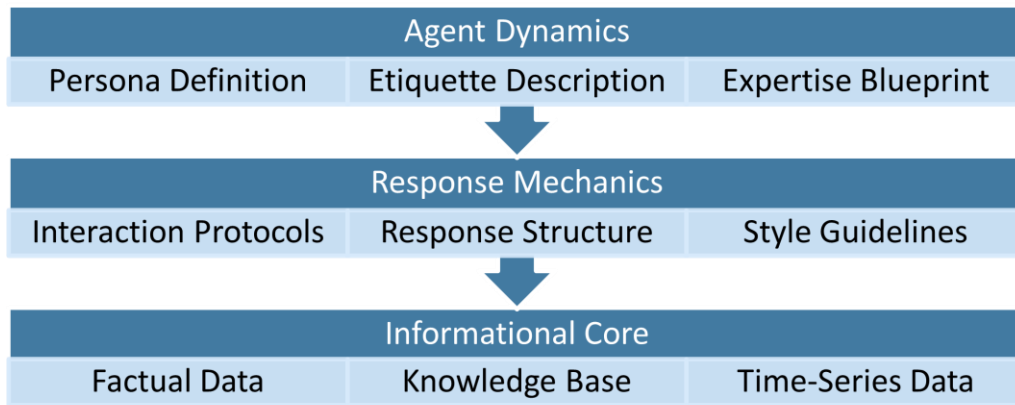 Agent Dynamics
Persona Definition Etiquette Description Expertise Blueprint
Response Mechanics
Interaction Protocols Response Structure Style Guidelines
Informational Core
Factual Data Knowledge Base Time-Series Data